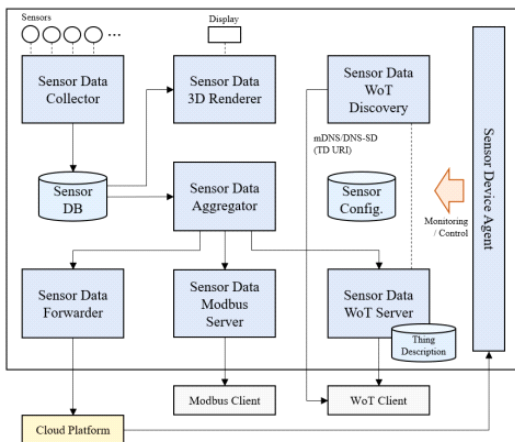 Sensors
...
Display
Sensor Data
Collector
Sensor Data
3D Renderer
Sensor Data
WoT
Discovery
Sensor Device Agent
mDNS/DNS-SD
(TD URI)
Sensor
DB
Sensor Data
Aggregator
Sensor
Config.
Monitoring
/ Control
Sensor Data
Forwarder
Sensor Data
Modbus
Server
Sensor Data
WoT Server
Thing
Description
Modbus Client
WoT Client
Cloud Platform